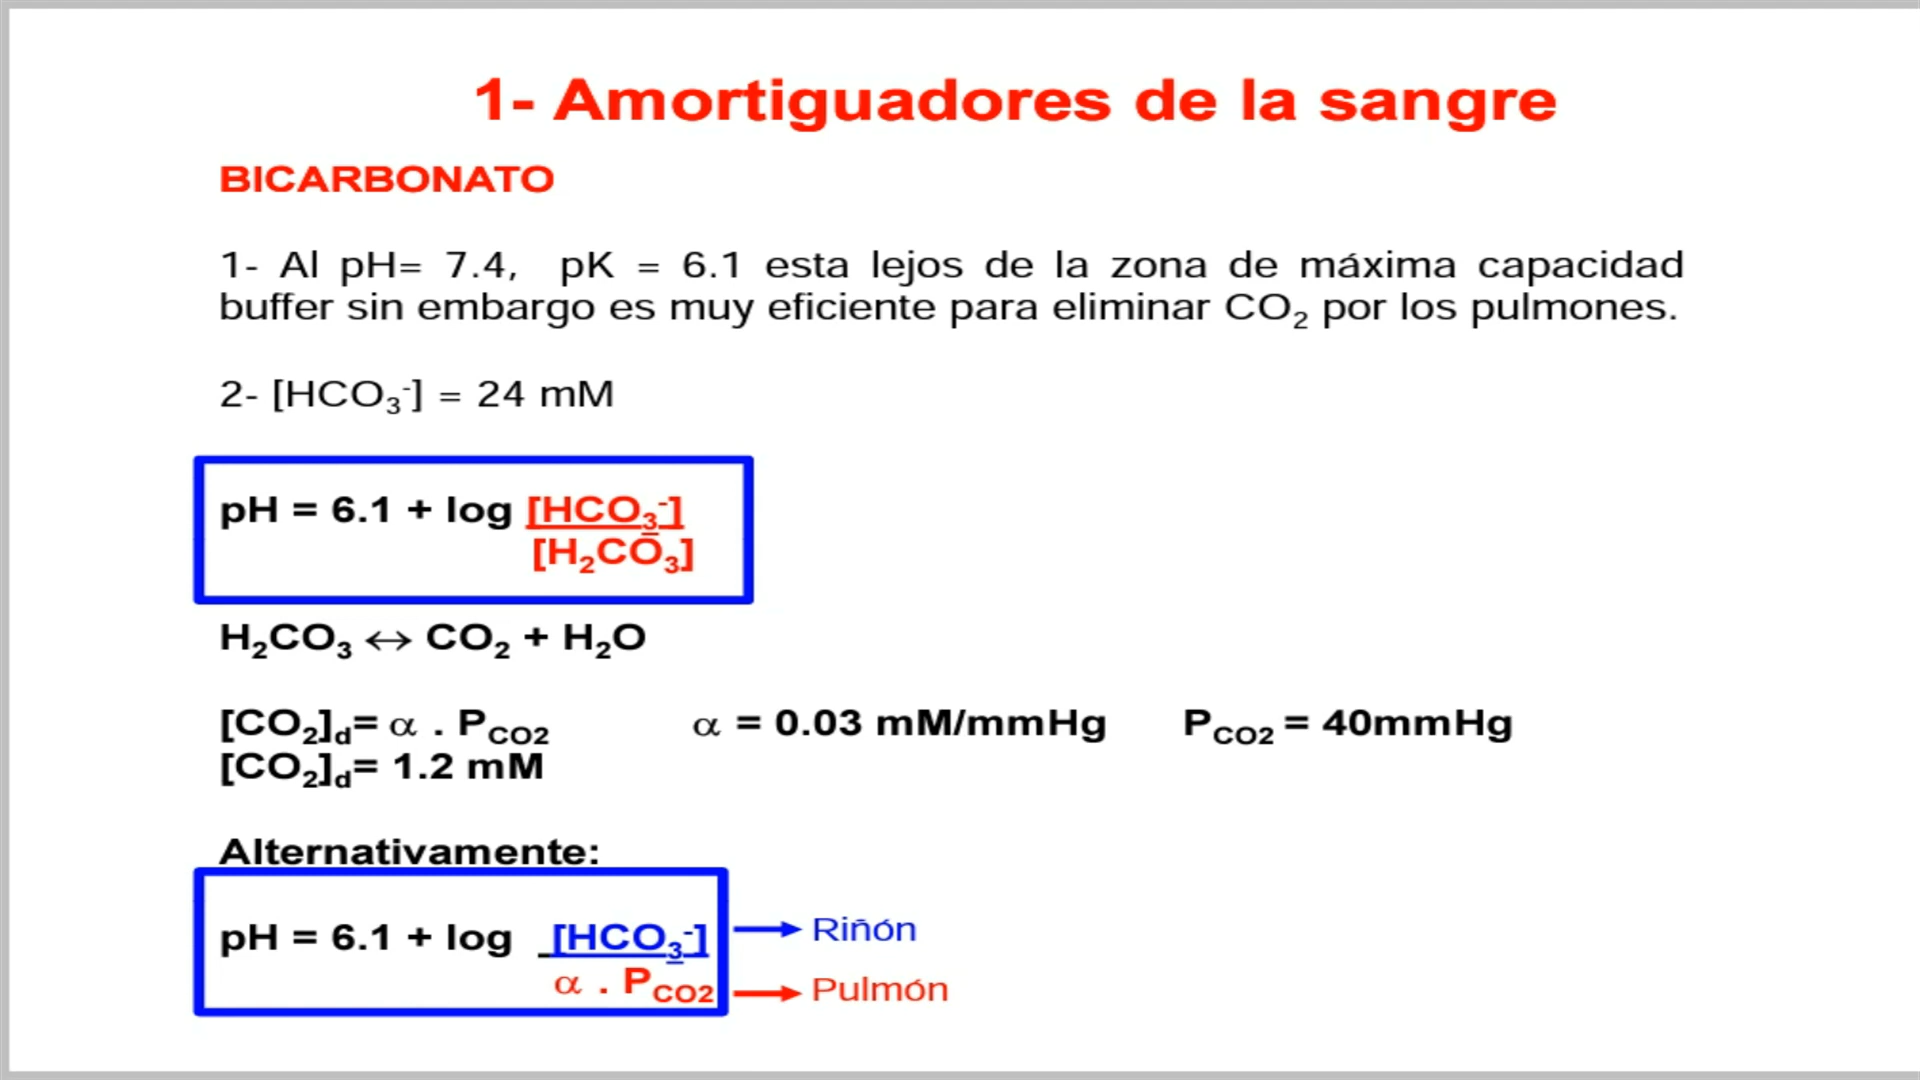 1- Amortiguadores de la sangre
BICARBONATO
1- Al pH= 7.4, pK = 6.1 esta lejos de la zona de máxima capacidad
buffer sin embargo es muy eficiente para eliminar CO₂ por los pulmones.
2- [HCO₃⁻] = 24 mM
pH = 6.1 + log [HCO₃⁻]
[H₂CO₃]
H₂CO₃ ↔ CO₂ + H₂O
[CO₂]d= α . PCO2 α = 0.03 mM/mmHg PCO2 = 40mmHg
[CO₂]d= 1.2 mM
Alternativamente:
pH = 6.1 + log [HCO₃⁻] Riñón
α . PCO2 Pulmón